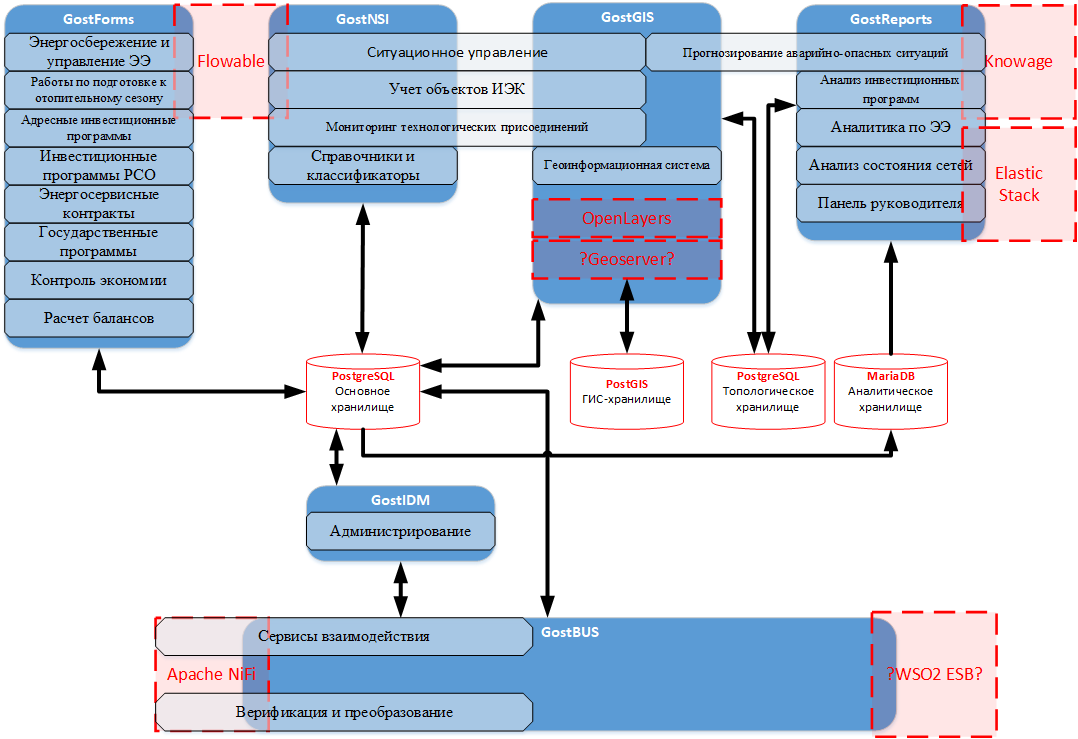 GostForms
Энергосбережение и
управление ЭЭ
Работы по подготовке к
отопительному сезону
Адресные инвестиционные
программы
Инвестиционные
программы РСО
Энергосервисные
контракты
Государственные
программы
Контроль экономии
Расчет балансов
Flowable
GostNSI
Ситуационное управление
Учет объектов ИЭК
Мониторинг технологических присоединений
Справочники и
классификаторы
GostGIS
Геоинформационная система
OpenLayers
?Geoserver?
GostReports
Прогнозирование аварийно-опасных ситуаций
Анализ инвестиционных
программ
Аналитика по ЭЭ
Анализ состояния сетей
Панель руководителя
Knowage
Elastic
Stack
PostgreSQL
Основное
хранилище
PostGIS
ГИС-хранилище
PostgreSQL
Топологическое
хранилище
MariaDB
Аналитическое
хранилище
GostIDM
Администрирование
GostBUS
Сервисы взаимодействия
Apache NiFi
Верификация и преобразование
?WSO2 ESB?